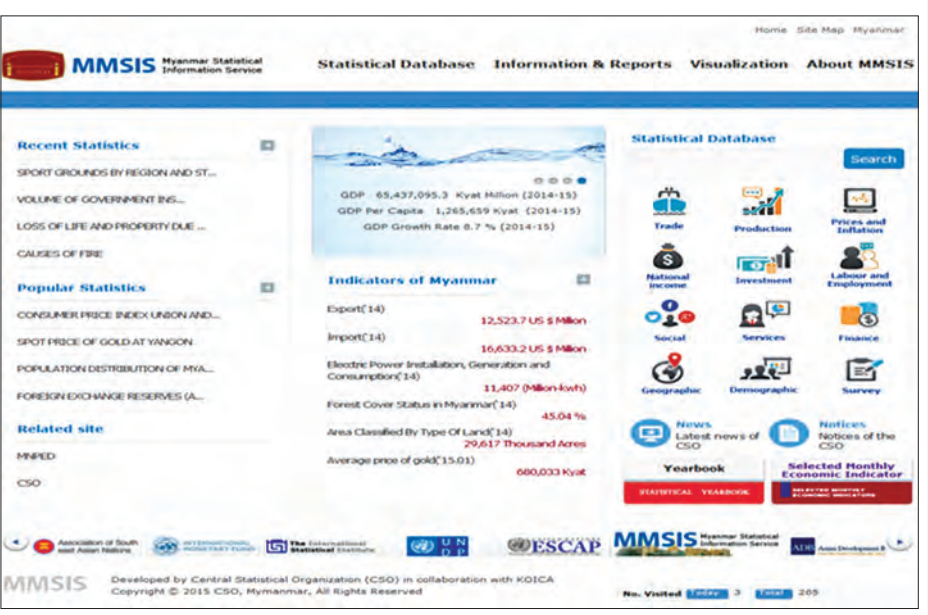 Home Site Map Myanmar
MMSIS Myanmar Statistical
Information Service
Statistical Database Information & Reports Visualization About MMSIS
Recent Statistics
SPORT GROUNDS BY REGION AND ST...
VOLUME OF GOVERNMENT INS...
LOSS OF LIFE AND PROPERTY DUE ...
CAUSES OF FIRE
Popular Statistics
CONSUMER PRICE INDEX UNION AND...
SPOT PRICE OF GOLD AT YANGON
POPULATION DISTRIBUTION OF MYA...
FOREIGN EXCHANGE RESERVES (A...
Related site
MNPED
CSO
GDP 65,437,095.3 Kyat Million (2014-15)
GDP Per Capita 1,265,659 Kyat (2014-15)
GDP Growth Rate 8.7 % (2014-15)
Indicators of Myanmar
Export('14)
12,523.7 US $ Million
Import('14)
16,633.2 US $ Million
Electric Power Installation, Generation and
Consumption('14)
11,407 (Million-kwh)
Forest Cover Status in Myanmar('14)
45.04 %
Area Classified By Type Of Land('14)
29,617 Thousand Acres
Average price of gold('15.01)
680,033 Kyat
Statistical Database
Search
Trade
Production
Prices and
Inflation
National
income
Investment
Labour and
Employment
Social
Services
Finance
Geographic
Demographic
Survey
News
Latest news of
CSO
Notices
Notices of the
CSO
Yearbook
STATISTICAL YEARBOOK
Selected Monthly
Economic Indicator
SELECTED MONTHLY
ECONOMIC INDICATORS
Association of South
east Asian Nations
INTERNATIONAL
MONETARY FUND
The International
Statistical Institute
U N
D P
ESCAP
MMSIS Myanmar Statistical
Information Service
ADB Asian Development B
MMSIS
Developed by Central Statistical Organization (CSO) in collaboration with KOICA
Copyright © 2015 CSO, Mymanmar, All Rights Reserved
No. Visited Today 3 Total 205